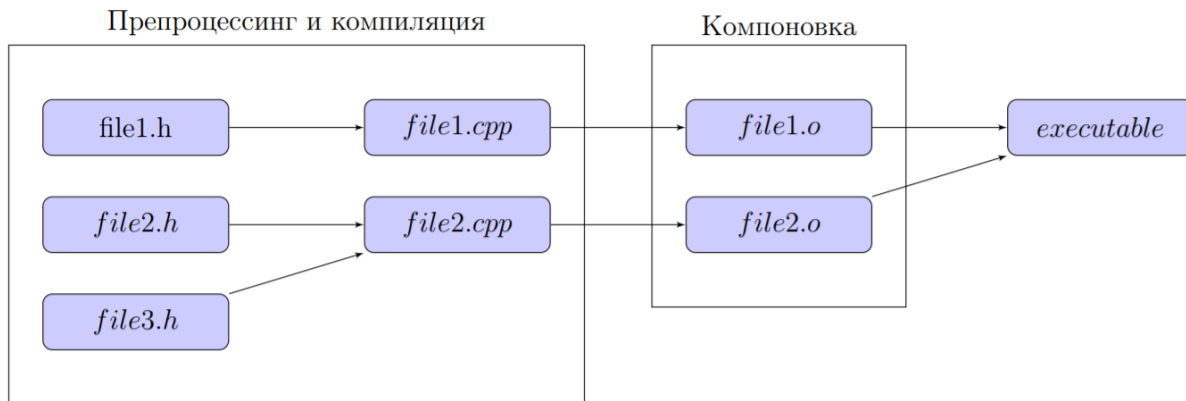 Препроцессинг и компиляция
Компоновка
file1.h
file1.cpp
file1.o
executable
file2.h
file2.cpp
file2.o
file3.h